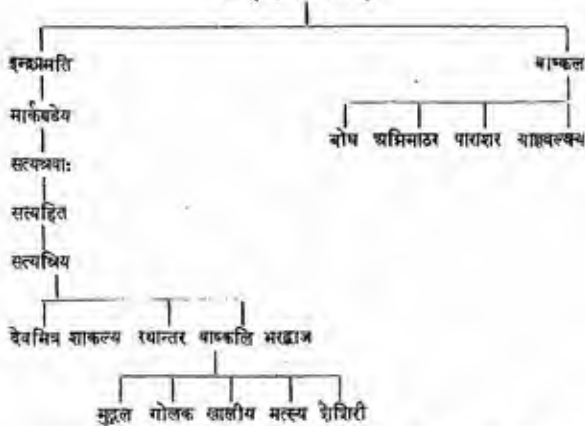 इन्द्रप्रमति बाष्कल
मार्कण्डेय
बोध अग्निमाठर पाराशर याज्ञवल्क्य
सत्यश्रवाः
सत्यहित
सत्यश्रिय
देवमित्र शाकल्य रथान्तर बाष्कलि भरद्वाज
मुद्गल गोलक खालीय मत्स्य शैशिरी